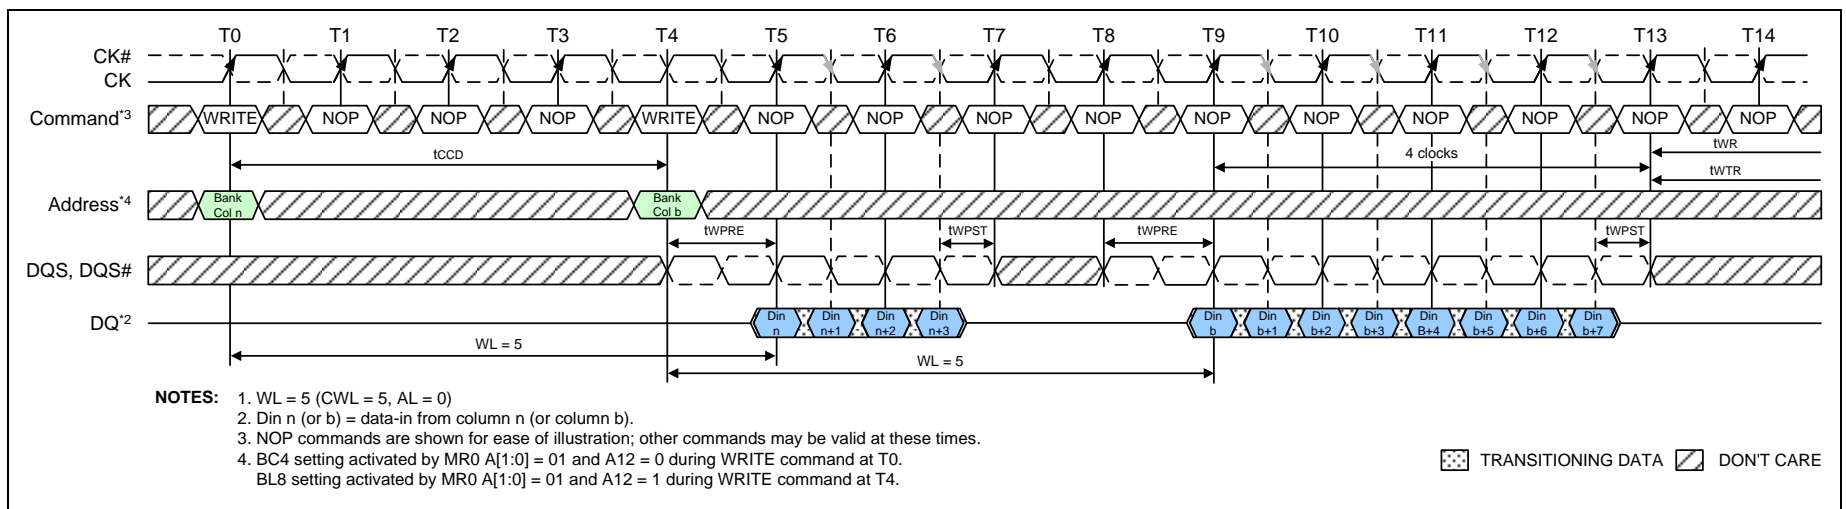 T0 T1 T2 T3 T4 T5 T6 T7 T8 T9 T10 T11 T12 T13 T14
CK#
CK
Command*3 WRITE NOP NOP NOP WRITE NOP NOP NOP NOP NOP NOP NOP NOP NOP NOP
tCCD 4 clocks tWR
tWTR
Address*4 Bank Col n Bank Col b
tWPRE tWPST tWPRE tWPST
DQS, DQS#
DQ*2 Din n Din n+1 Din n+2 Din n+3 Din b Din b+1 Din b+2 Din b+3 Din B+4 Din b+5 Din b+6 Din b+7
WL = 5
WL = 5
NOTES: 1. WL = 5 (CWL = 5, AL = 0)
2. Din n (or b) = data-in from column n (or column b).
3. NOP commands are shown for ease of illustration; other commands may be valid at these times.
4. BC4 setting activated by MR0 A[1:0] = 01 and A12 = 0 during WRITE command at T0.
BL8 setting activated by MR0 A[1:0] = 01 and A12 = 1 during WRITE command at T4.
TRANSITIONING DATA DON'T CARE